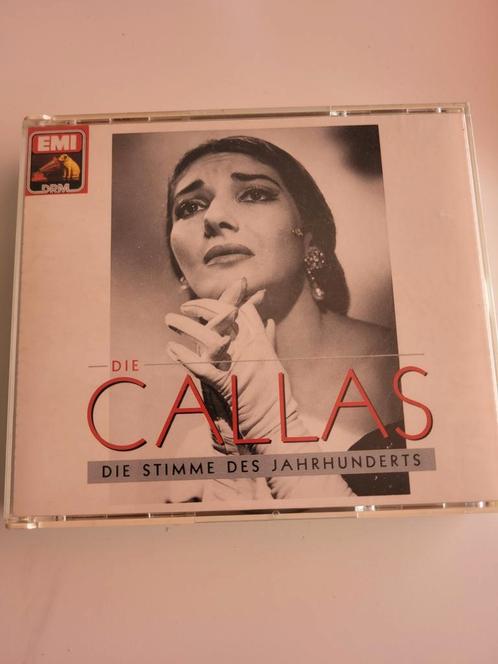 EMI
DRM
DIE
CALLAS
DIE STIMME DES JAHRHUNDERTS